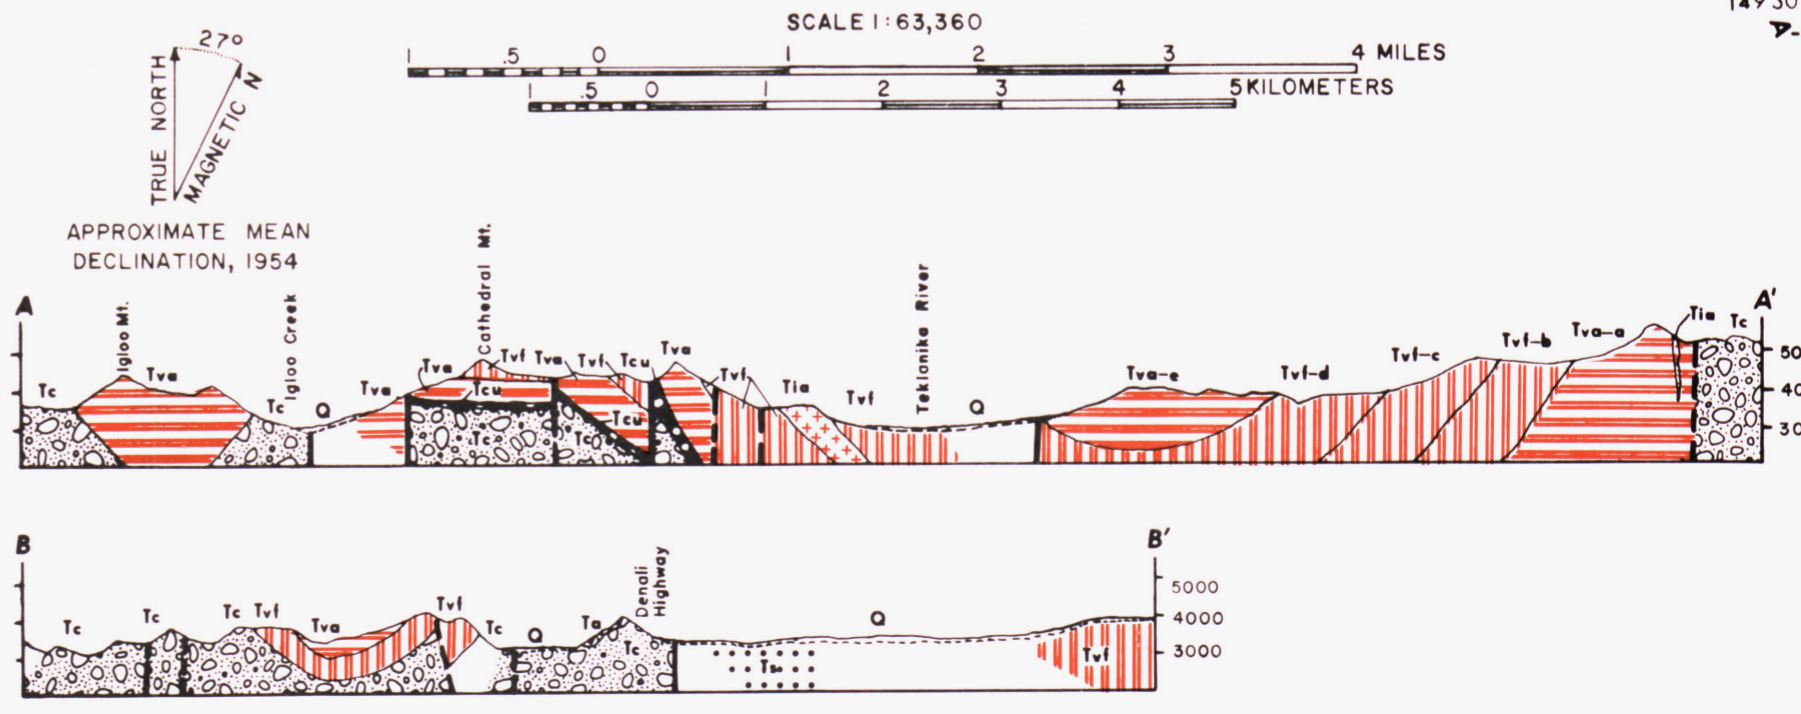 SCALE 1:63,360
1 .5 0 1 2 3 4 MILES
1 .5 0 1 2 3 4 5 KILOMETERS
27°
TRUE NORTH
MAGNETIC N
APPROXIMATE MEAN
DECLINATION, 1954
A A'
Igloo Mt.
Igloo Creek
Cathedral Mt.
Teklanika River
Tc Tva Tc Q Tva Tva Tvf Tva Tvf Tcu Tva Tvf Tia Tvf Q Tva-e Tvf-d Tvf-c Tvf-b Tva-a Tia Tc
Tcu Tcu
Tc Tc
50
40
30
B B'
Denali
Highway
Tc Tc Tc Tvf Tva Tvf Tc Q Ta Tc Q
Ts Tvf
5000
4000
3000